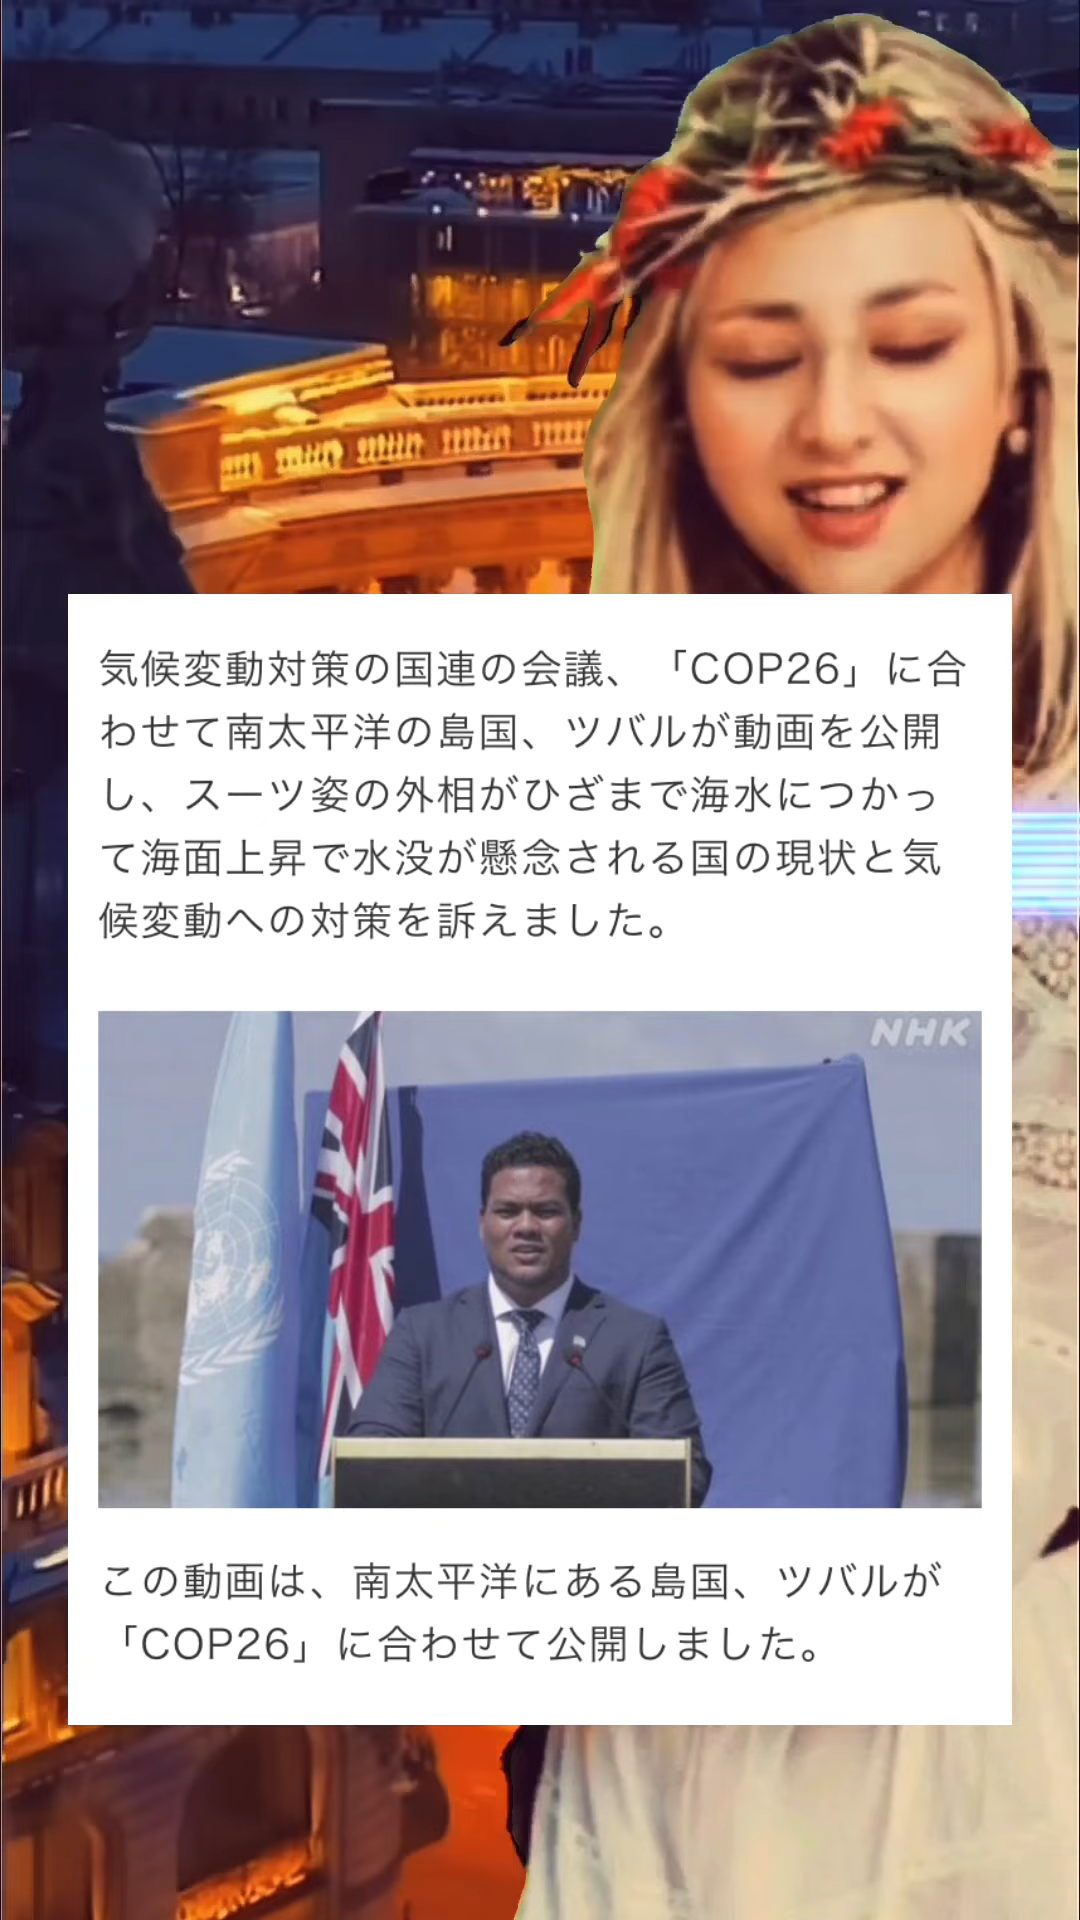 気候変動対策の国連の会議、「COP26」に合
わせて南太平洋の島国、ツバルが動画を公開
し、スーツ姿の外相がひざまで海水につかっ
て海面上昇で水没が懸念される国の現状と気
候変動への対策を訴えました。
NHK
この動画は、南太平洋にある島国、ツバルが
「COP26」に合わせて公開しました。